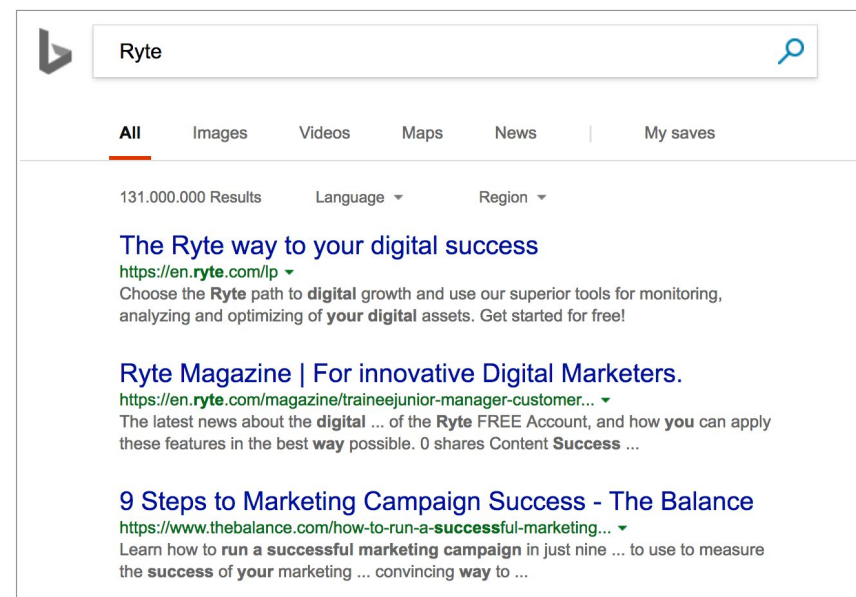 Ryte
All Images Videos Maps News | My saves
131.000.000 Results Language Region
The Ryte way to your digital success
https://en.ryte.com/lp
Choose the Ryte path to digital growth and use our superior tools for monitoring,
analyzing and optimizing of your digital assets. Get started for free!
Ryte Magazine | For innovative Digital Marketers.
https://en.ryte.com/magazine/traineejunior-manager-customer...
The latest news about the digital ... of the Ryte FREE Account, and how you can apply
these features in the best way possible. 0 shares Content Success ...
9 Steps to Marketing Campaign Success - The Balance
https://www.thebalance.com/how-to-run-a-successful-marketing...
Learn how to run a successful marketing campaign in just nine ... to use to measure
the success of your marketing ... convincing way to ...